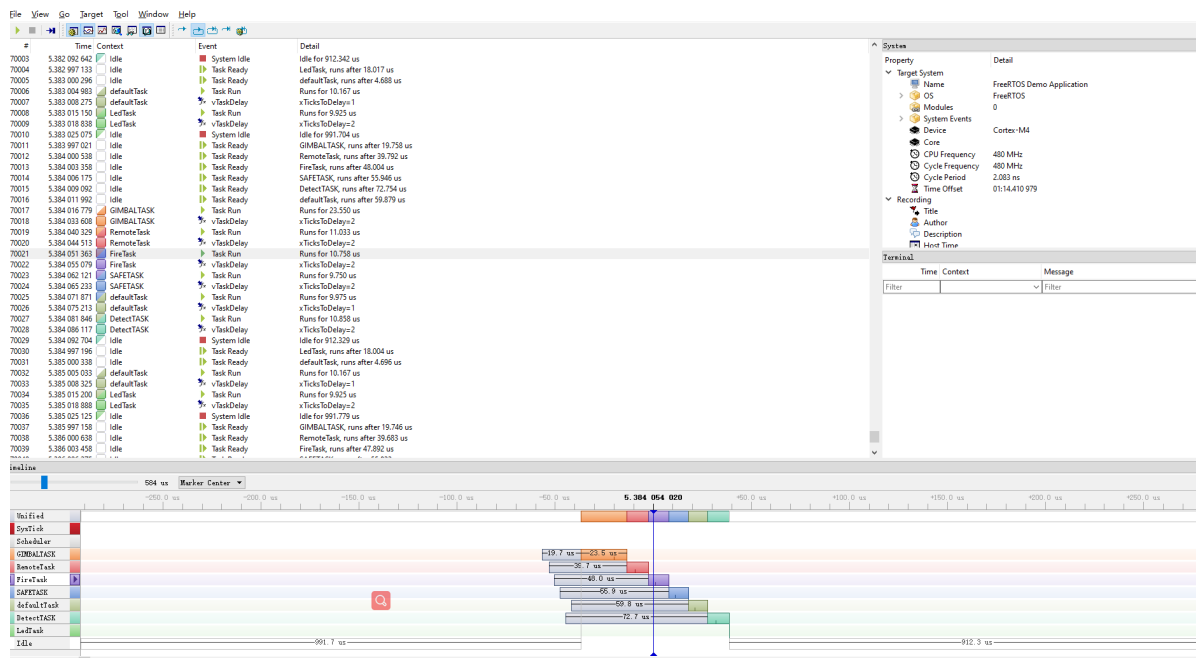 File View Go Target Tool Window Help
# Time Context Event Detail
70003 5.382 092 642 Idle System Idle Idle for 912.342 us
70004 5.382 997 133 Idle Task Ready LedTask, runs after 18.017 us
70005 5.383 000 296 Idle Task Ready defaultTask, runs after 4.688 us
70006 5.383 004 983 defaultTask Task Run Runs for 10.167 us
70007 5.383 008 275 defaultTask vTaskDelay xTicksToDelay=1
70008 5.383 015 150 LedTask Task Run Runs for 9.925 us
70009 5.383 018 838 LedTask vTaskDelay xTicksToDelay=2
70010 5.383 025 075 Idle System Idle Idle for 991.704 us
70011 5.383 997 021 Idle Task Ready GIMBALTASK, runs after 19.758 us
70012 5.384 000 538 Idle Task Ready RemoteTask, runs after 39.792 us
70013 5.384 003 358 Idle Task Ready FireTask, runs after 48.004 us
70014 5.384 006 175 Idle Task Ready SAFETASK, runs after 55.946 us
70015 5.384 009 092 Idle Task Ready DetectTASK, runs after 72.754 us
70016 5.384 011 992 Idle Task Ready defaultTask, runs after 59.879 us
70017 5.384 016 779 GIMBALTASK Task Run Runs for 23.550 us
70018 5.384 033 608 GIMBALTASK vTaskDelay xTicksToDelay=2
70019 5.384 040 329 RemoteTask Task Run Runs for 11.033 us
70020 5.384 044 513 RemoteTask vTaskDelay xTicksToDelay=2
70021 5.384 051 363 FireTask Task Run Runs for 10.758 us
70022 5.384 055 079 FireTask vTaskDelay xTicksToDelay=2
70023 5.384 062 121 SAFETASK Task Run Runs for 9.750 us
70024 5.384 065 233 SAFETASK vTaskDelay xTicksToDelay=2
70025 5.384 071 871 defaultTask Task Run Runs for 9.975 us
70026 5.384 075 213 defaultTask vTaskDelay xTicksToDelay=1
70027 5.384 081 846 DetectTASK Task Run Runs for 10.858 us
70028 5.384 086 117 DetectTASK vTaskDelay xTicksToDelay=2
70029 5.384 092 704 Idle System Idle Idle for 912.329 us
70030 5.384 997 196 Idle Task Ready LedTask, runs after 18.004 us
70031 5.385 000 338 Idle Task Ready defaultTask, runs after 4.696 us
70032 5.385 005 033 defaultTask Task Run Runs for 10.167 us
70033 5.385 008 325 defaultTask vTaskDelay xTicksToDelay=1
70034 5.385 015 200 LedTask Task Run Runs for 9.925 us
70035 5.385 018 888 LedTask vTaskDelay xTicksToDelay=2
70036 5.385 025 125 Idle System Idle Idle for 991.779 us
70037 5.385 997 158 Idle Task Ready GIMBALTASK, runs after 19.746 us
70038 5.386 000 638 Idle Task Ready RemoteTask, runs after 39.683 us
70039 5.386 003 458 Idle Task Ready FireTask, runs after 47.892 us
System
Property Detail
Target System
Name FreeRTOS Demo Application
OS FreeRTOS
Modules 0
System Events
Device Cortex-M4
Core
CPU Frequency 480 MHz
Cycle Frequency 480 MHz
Cycle Period 2.083 ns
Time Offset 01:14.410 979
Recording
Title
Author
Description
Host Time
Terminal
Time Context Message
Filter Filter
imeline
584 us Marker Center
-250.0 us -200.0 us -150.0 us -100.0 us -50.0 us 5.384 054 020 +50.0 us +100.0 us +150.0 us +200.0 us +250.0 us
Unified
SysTick
Scheduler
GIMBALTASK 19.7 us 23.5 us
RemoteTask 39.7 us
FireTask 48.0 us
SAFETASK 55.9 us
defaultTask 59.8 us
DetectTASK 72.7 us
LedTask
Idle 991.7 us 912.3 us